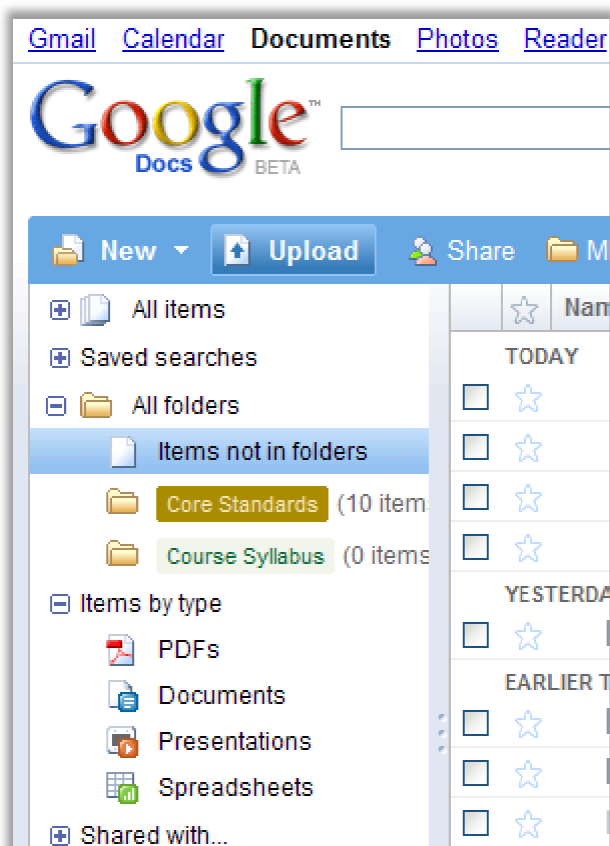 Gmail Calendar Documents Photos Reader
Google™
Docs BETA
New Upload Share M
All items
Saved searches
All folders
Items not in folders
Core Standards (10 item
Course Syllabus (0 items
Items by type
PDFs
Documents
Presentations
Spreadsheets
Shared with...
Nam
TODAY
YESTERDA
EARLIER T